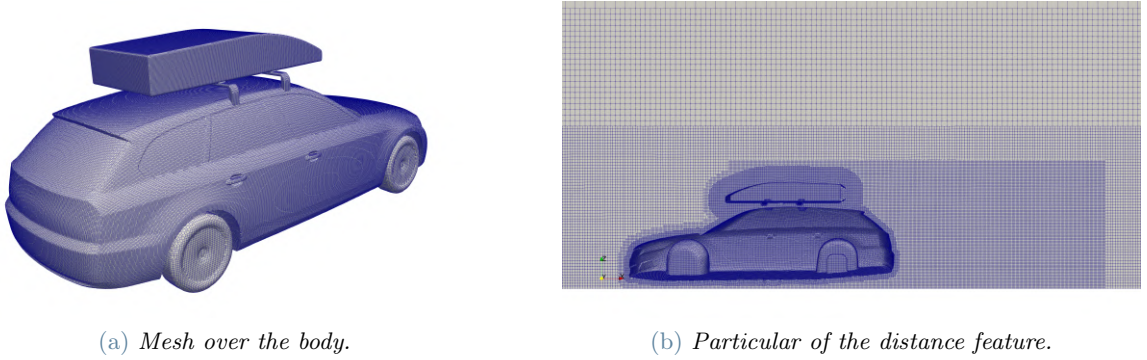 (a) Mesh over the body.
(b) Particular of the distance feature.